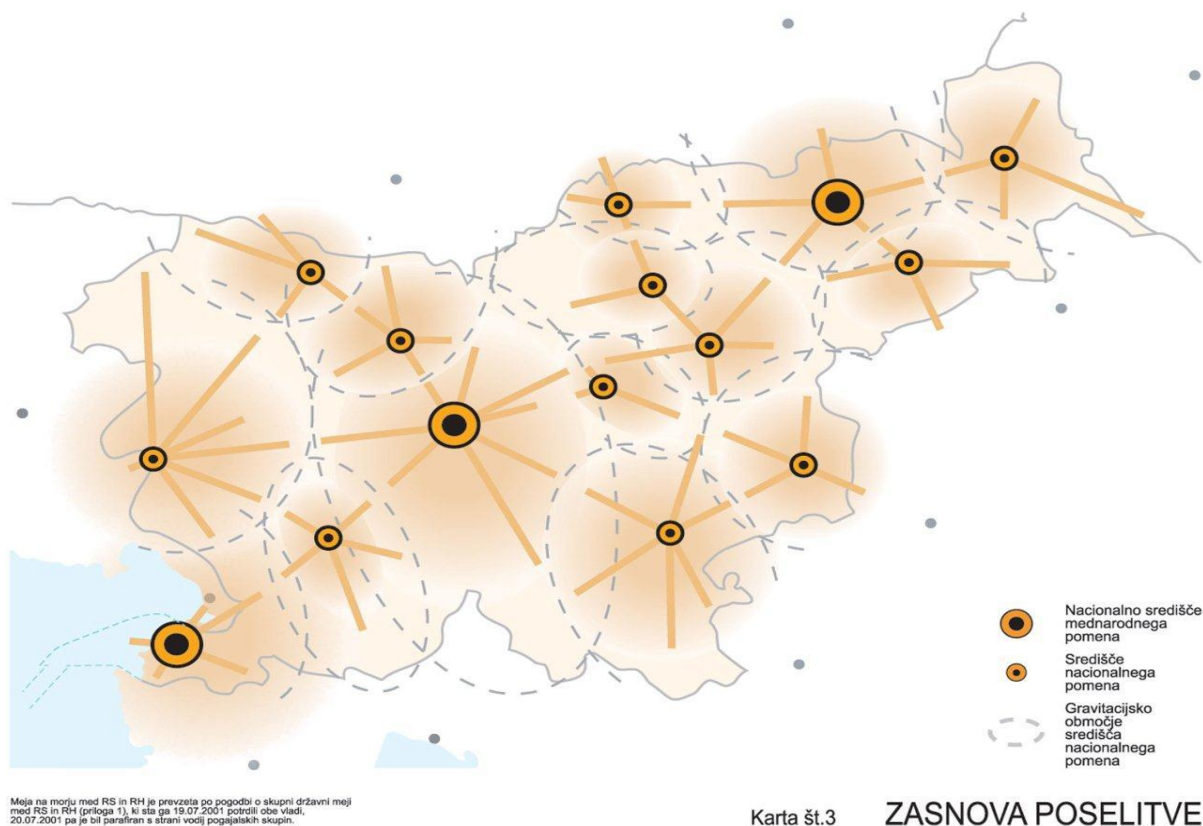 Nacionalno središče
mednarodnega
pomena
Središče
nacionalnega
pomena
Gravitacijsko
območje
središča
nacionalnega
pomena
Meja na morju med RS in RH je prevzeta po pogodbi o skupni državni meji
med RS in RH (priloga 1), ki sta ga 19.07.2001 potrdili obe vladi,
20.07.2001 pa je bil parafiran s strani vodij pogajalskih skupin.
Karta št.3 ZASNOVA POSELITVE